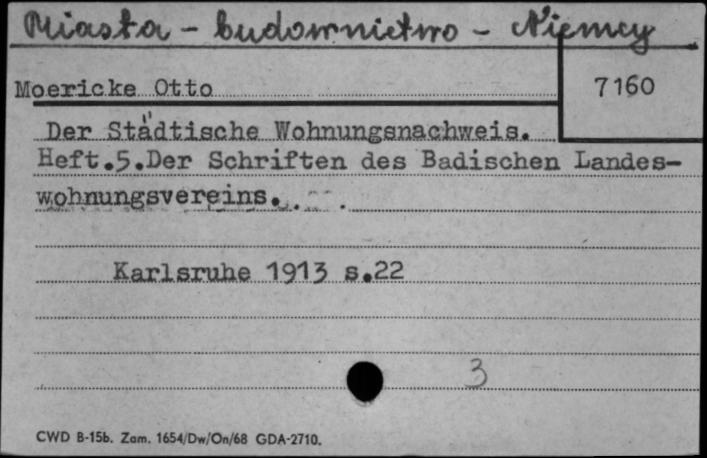 Miasta - budownictwo - Niemcy
Moericke Otto
7160
Der Städtische Wohnungsnachweis.
Heft.5.Der Schriften des Badischen Landes-
wohnungsvereins.
Karlsruhe 1913 s.22
3
CWD B-15b. Zam. 1654/Dw/On/68 GDA-2710.